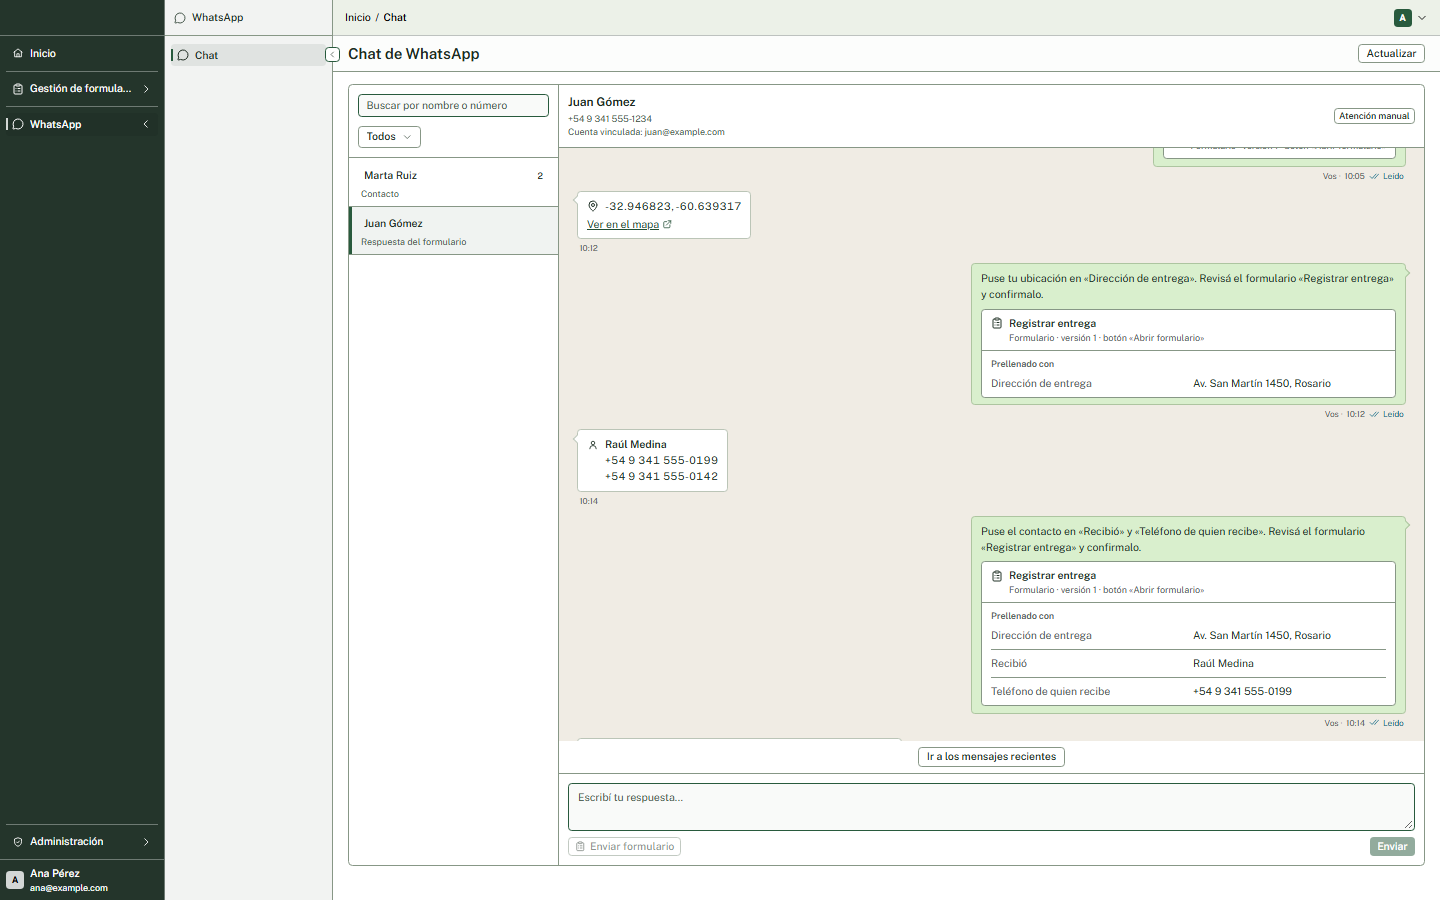 Inicio
Gestión de formula...
WhatsApp
Administración
A
Ana Pérez
ana@example.com
WhatsApp
Chat
Inicio / Chat
A
Chat de WhatsApp
Actualizar
Buscar por nombre o número
Todos
Marta Ruiz 2
Contacto
Juan Gómez
Respuesta del formulario
Juan Gómez
+54 9 341 555-1234
Cuenta vinculada: juan@example.com
Atención manual
Vos · 10:05 Leído
-32.946823, -60.639317
Ver en el mapa
10:12
Puse tu ubicación en «Dirección de entrega». Revisá el formulario «Registrar entrega»
y confirmalo.
Registrar entrega
Formulario · versión 1 · botón «Abrir formulario»
Prellenado con
Dirección de entrega Av. San Martín 1450, Rosario
Vos · 10:12 Leído
Raúl Medina
+54 9 341 555-0199
+54 9 341 555-0142
10:14
Puse el contacto en «Recibió» y «Teléfono de quien recibe». Revisá el formulario
«Registrar entrega» y confirmalo.
Registrar entrega
Formulario · versión 1 · botón «Abrir formulario»
Prellenado con
Dirección de entrega Av. San Martín 1450, Rosario
Recibió Raúl Medina
Teléfono de quien recibe +54 9 341 555-0199
Vos · 10:14 Leído
Ir a los mensajes recientes
Escribí tu respuesta...
Enviar formulario
Enviar